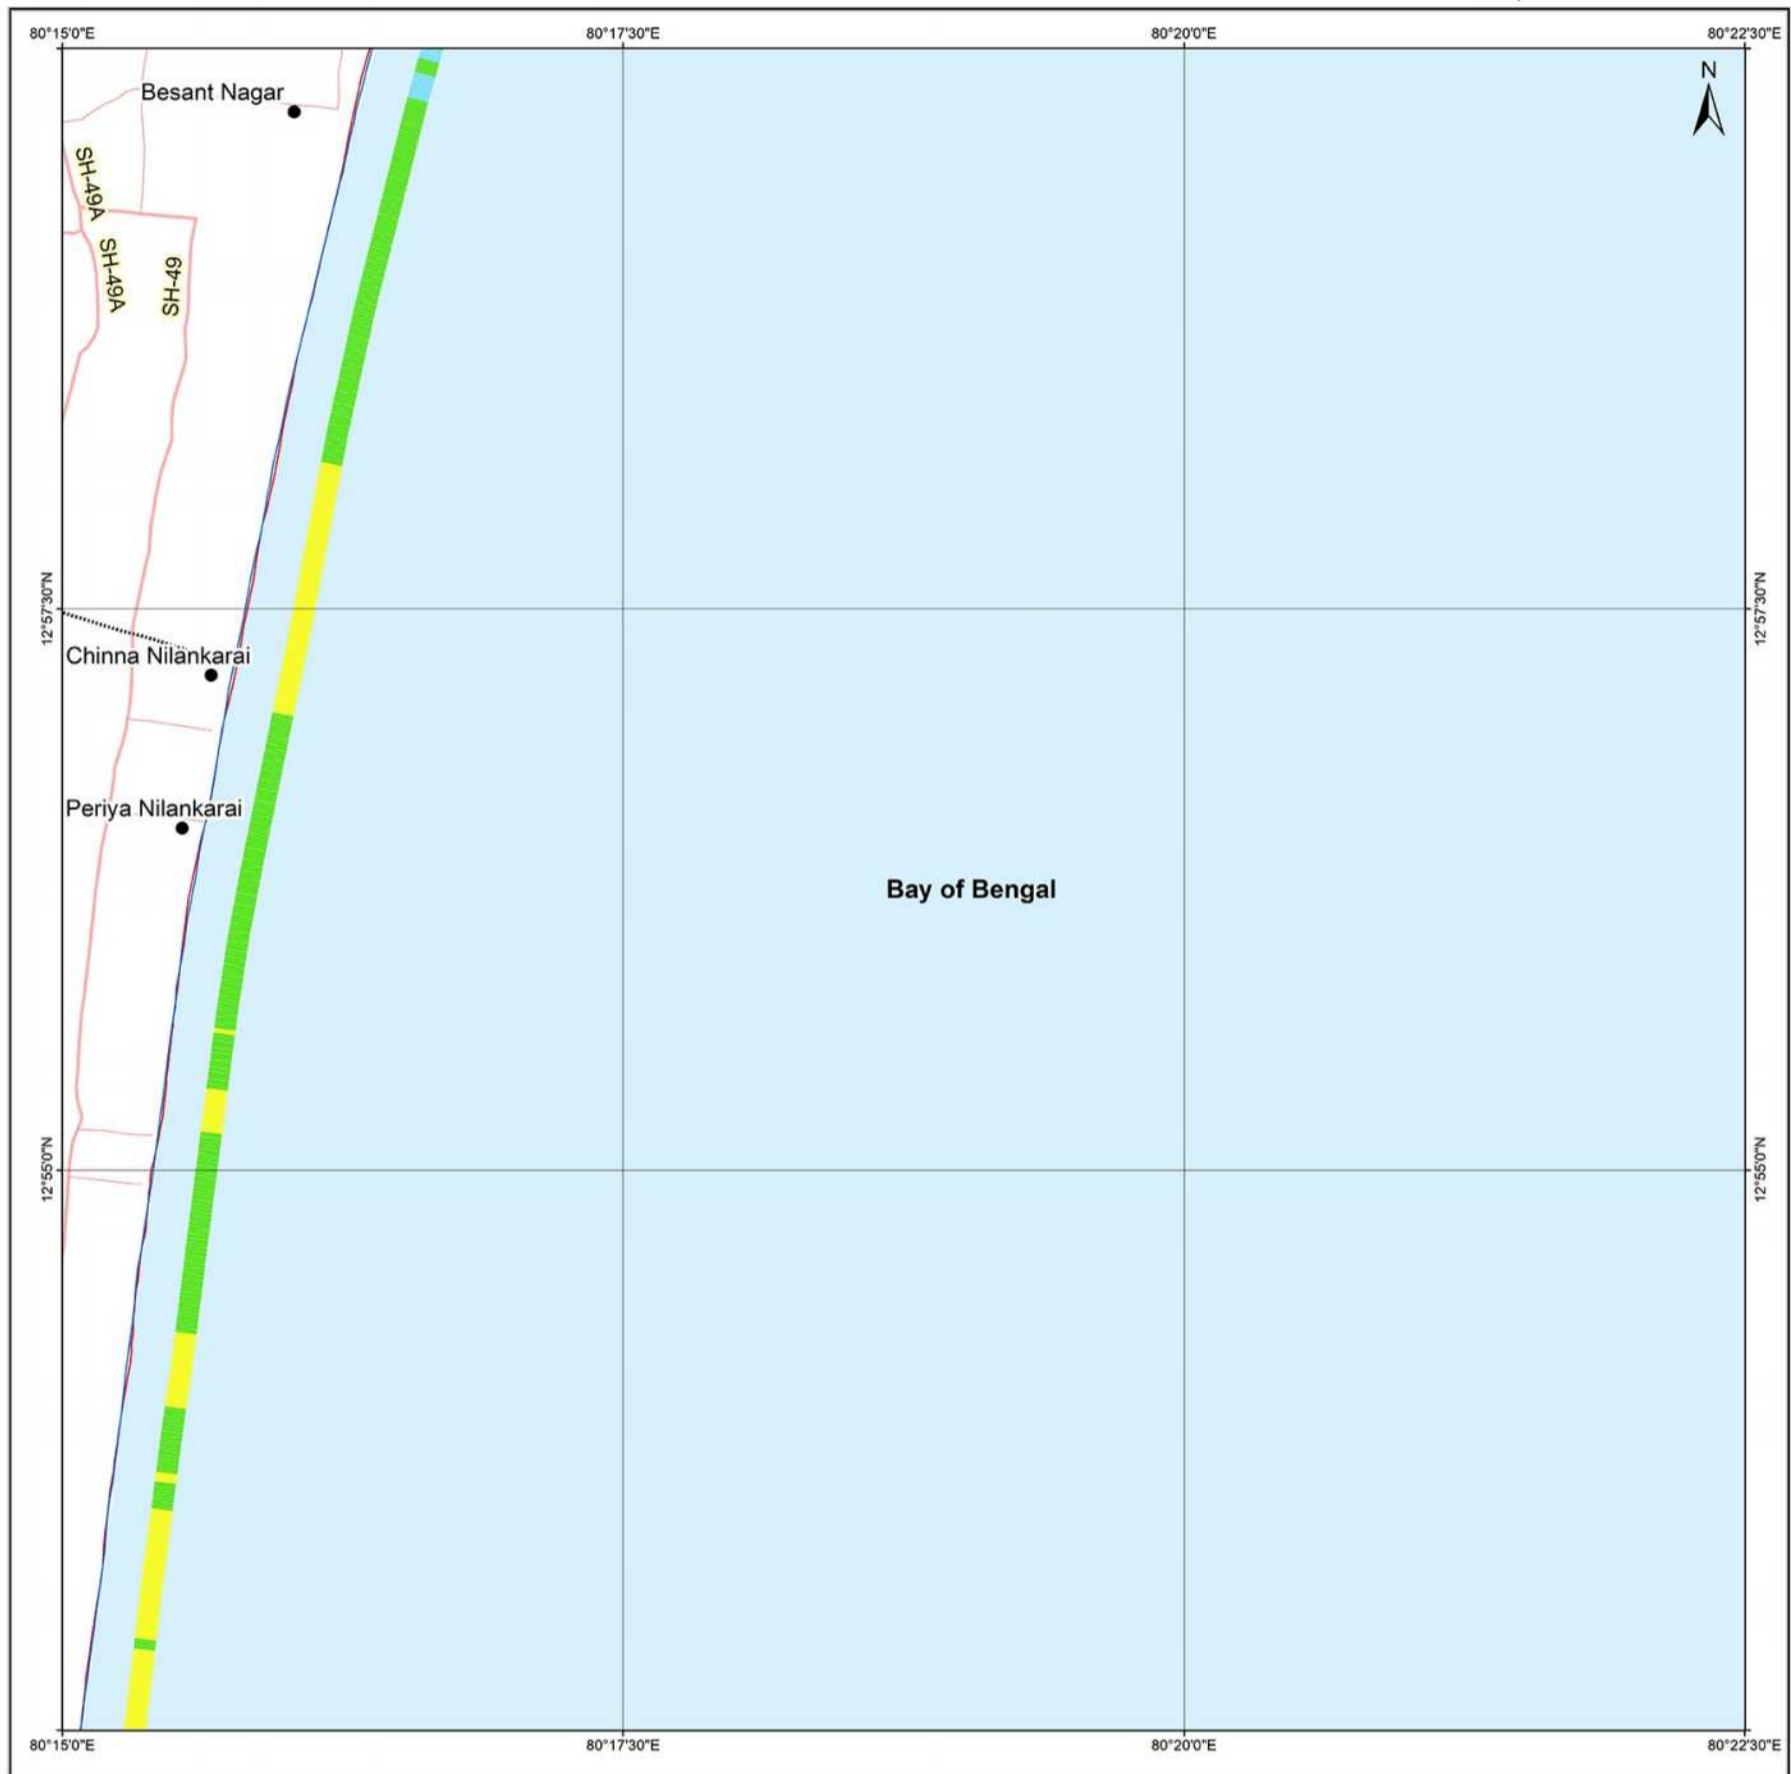 80°15'0"E 80°17'30"E 80°20'0"E 80°22'30"E
N
Besant Nagar
SH-49A
SH-49A
SH-49
12°57'30"N 12°57'30"N
Chinna Nilankarai
Periya Nilankarai
Bay of Bengal
12°55'0"N 12°55'0"N
80°15'0"E 80°17'30"E 80°20'0"E 80°22'30"E